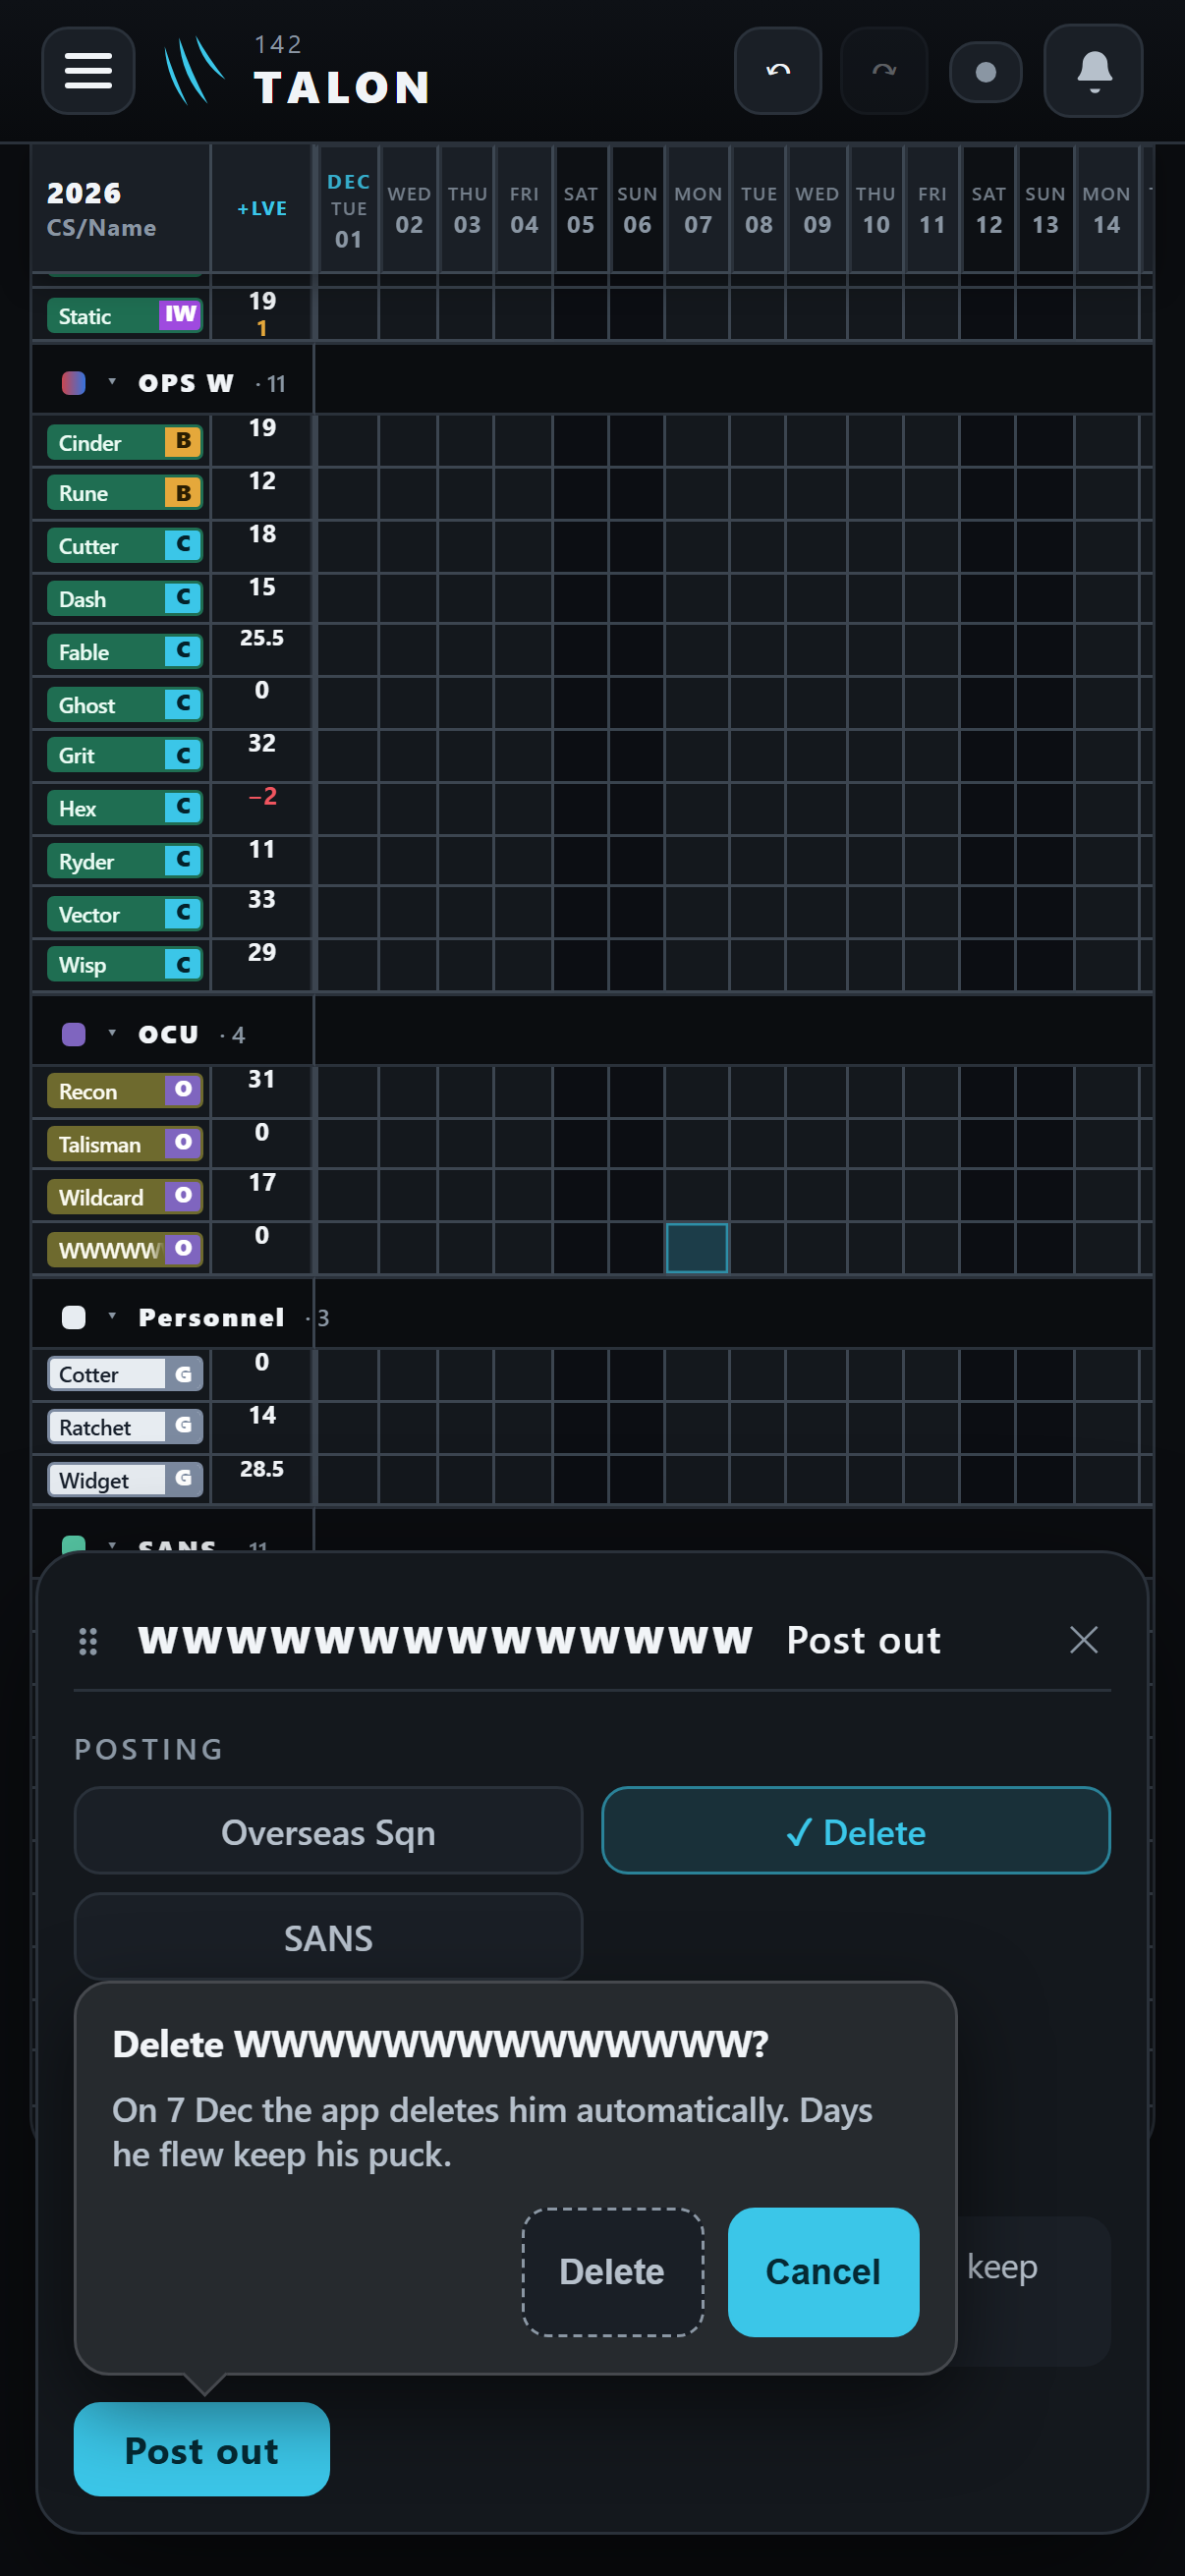 142
TALON
2026
CS/Name
+LVE
DEC
TUE
01
WED
02
THU
03
FRI
04
SAT
05
SUN
06
MON
07
TUE
08
WED
09
THU
10
FRI
11
SAT
12
SUN
13
MON
14
Static IW 19
1
OPS W · 11
Cinder B 19
Rune B 12
Cutter C 18
Dash C 15
Fable C 25.5
Ghost C 0
Grit C 32
Hex C −2
Ryder C 11
Vector C 33
Wisp C 29
OCU · 4
Recon O 31
Talisman O 0
Wildcard O 17
WWWWW O 0
Personnel · 3
Cotter G 0
Ratchet G 14
Widget G 28.5
SANS 11
WWWWWWWWWWWWWW Post out
POSTING
Overseas Sqn
✓ Delete
SANS
Delete WWWWWWWWWWWWWW?
On 7 Dec the app deletes him automatically. Days
he flew keep his puck.
Delete
Cancel
keep
Post out